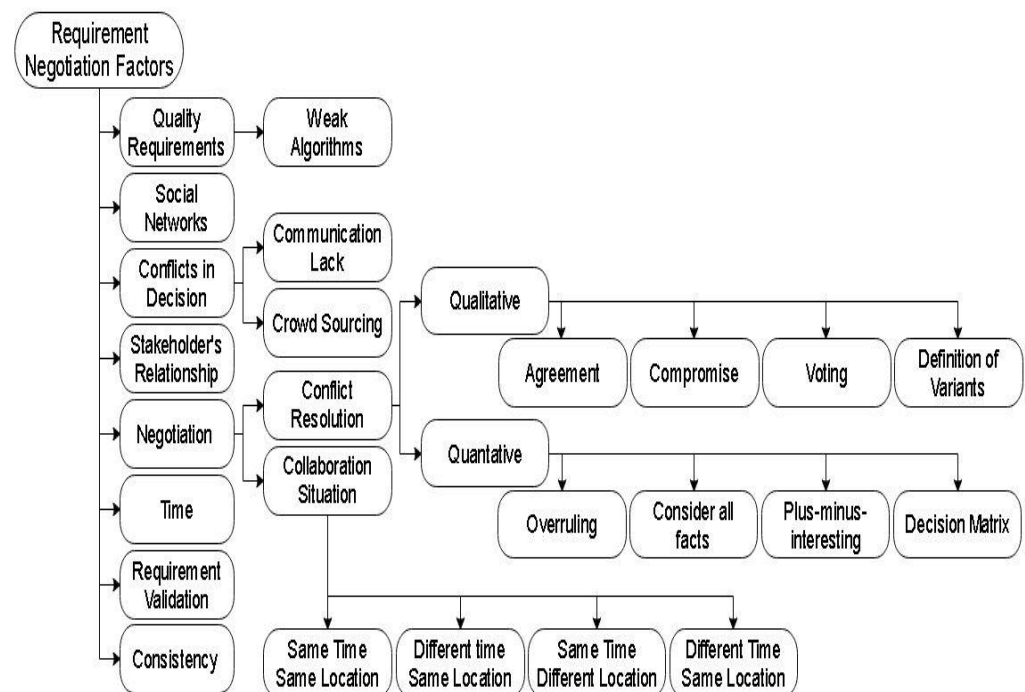 Requirement
Negotiation Factors
Quality
Requirements
Weak
Algorithms
Social
Networks
Communication
Lack
Conflicts in
Decision
Crowd Sourcing
Qualitative
Stakeholder's
Relationship
Agreement
Compromise
Voting
Definition of
Variants
Negotiation
Conflict
Resolution
Collaboration
Situation
Quantative
Time
Overruling
Consider all
facts
Plus-minus-
interesting
Decision Matrix
Requirement
Validation
Consistency
Same Time
Same Location
Different time
Same Location
Same Time
Different Location
Different Time
Same Location